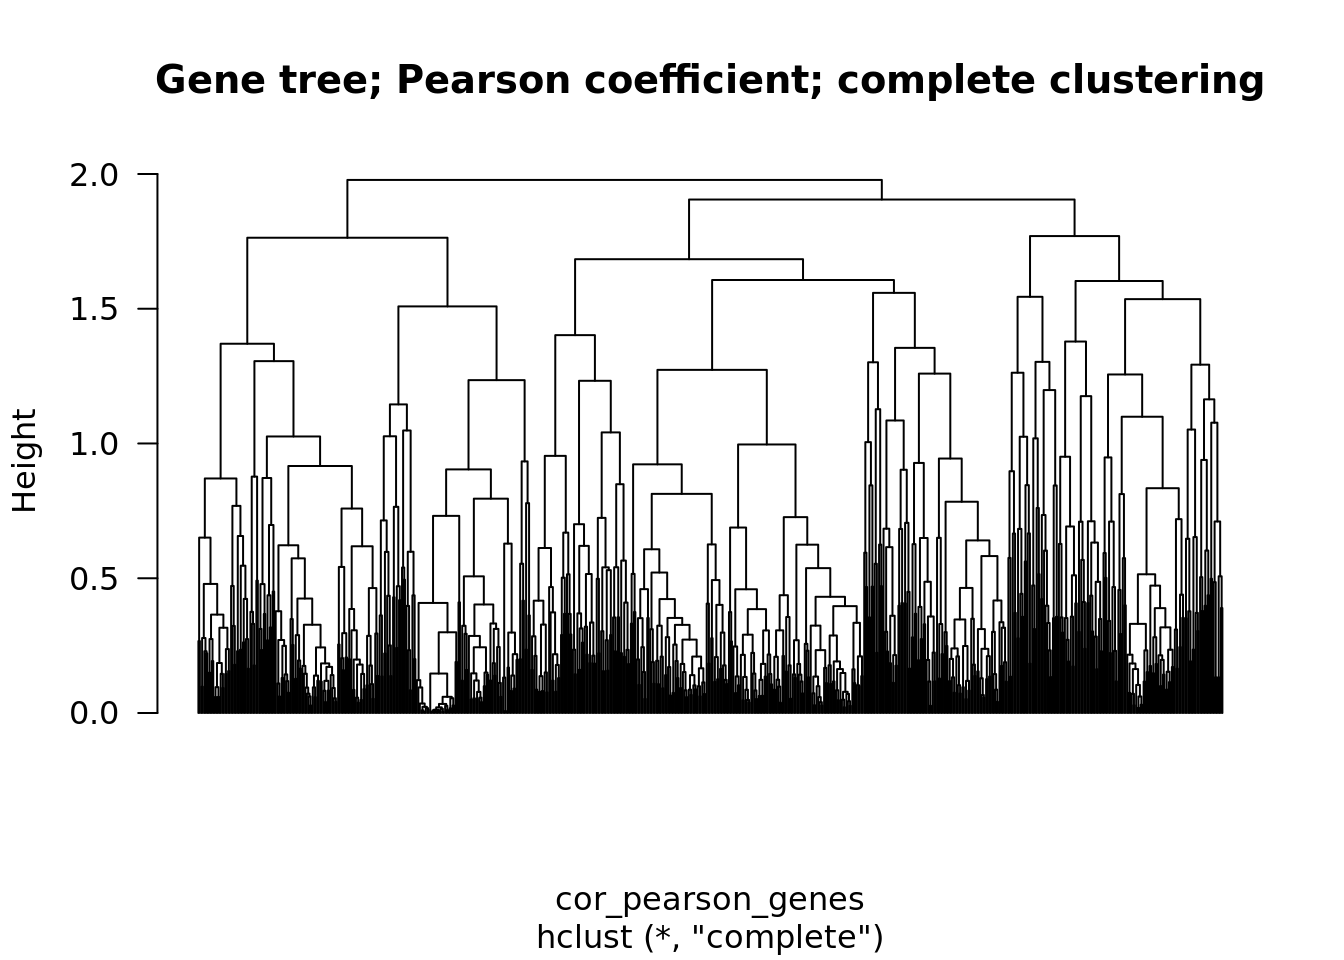 Gene tree; Pearson coefficient; complete clustering
2.0
1.5
1.0
0.5
0.0
Height
cor_pearson_genes
hclust (*, "complete")